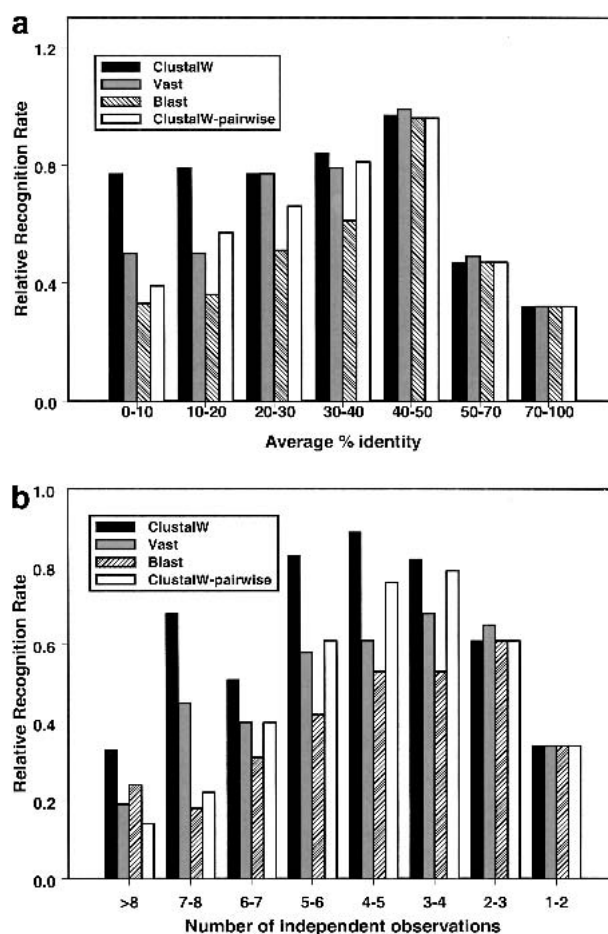 a
Relative Recognition Rate
1.2
0.8
0.4
0.0
ClustalW
Vast
Blast
ClustalW-pairwise
0-10 10-20 20-30 30-40 40-50 50-70 70-100
Average % identity
b
Relative Recognition Rate
1.0
0.8
0.6
0.4
0.2
0.0
ClustalW
Vast
Blast
ClustalW-pairwise
>8 7-8 6-7 5-6 4-5 3-4 2-3 1-2
Number of Independent observations